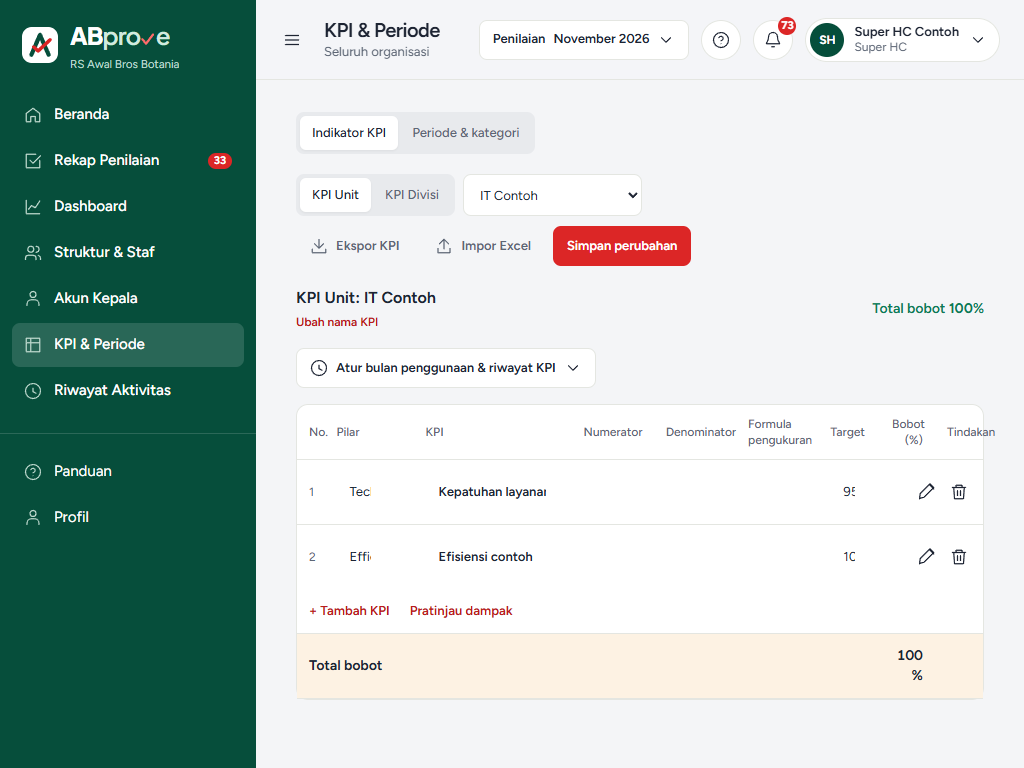 ABprove
RS Awal Bros Botania
Beranda
Rekap Penilaian 33
Dashboard
Struktur & Staf
Akun Kepala
KPI & Periode
Riwayat Aktivitas
Panduan
Profil
KPI & Periode
Seluruh organisasi
Penilaian November 2026
73
SH
Super HC Contoh
Super HC
Indikator KPI Periode & kategori
KPI Unit KPI Divisi IT Contoh
Ekspor KPI Impor Excel Simpan perubahan
KPI Unit: IT Contoh
Ubah nama KPI
Total bobot 100%
Atur bulan penggunaan & riwayat KPI
No. Pilar KPI Numerator Denominator Formula pengukuran Target Bobot (%) Tindakan
1 Kepatuhan
2 Efisiensi contoh
+ Tambah KPI Pratinjau dampak
Total bobot 100 %